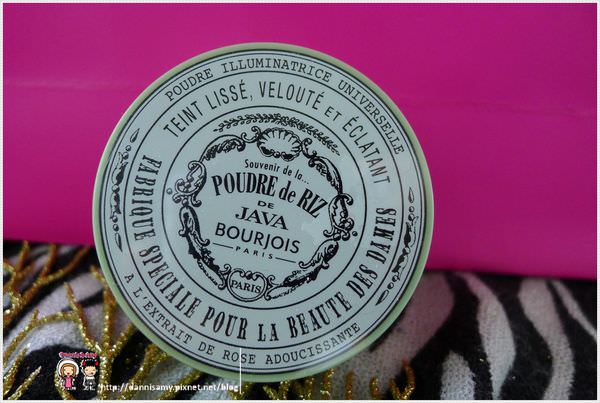 POUDRE ILLUMINATRICE UNIVERSELLE
TEINT LISSÉ, VELOUTÉ ET ÉCLATANT
Souvenir de la...
POUDRE de RIZ
DE
JAVA
BOURJOIS
PARIS
PARIS
FABRIQUE SPECIALE POUR LA BEAUTE DES DAMES
A L'EXTRAIT DE ROSE ADOUCISSANTE
http://dannisamy.pixnet.net/blog